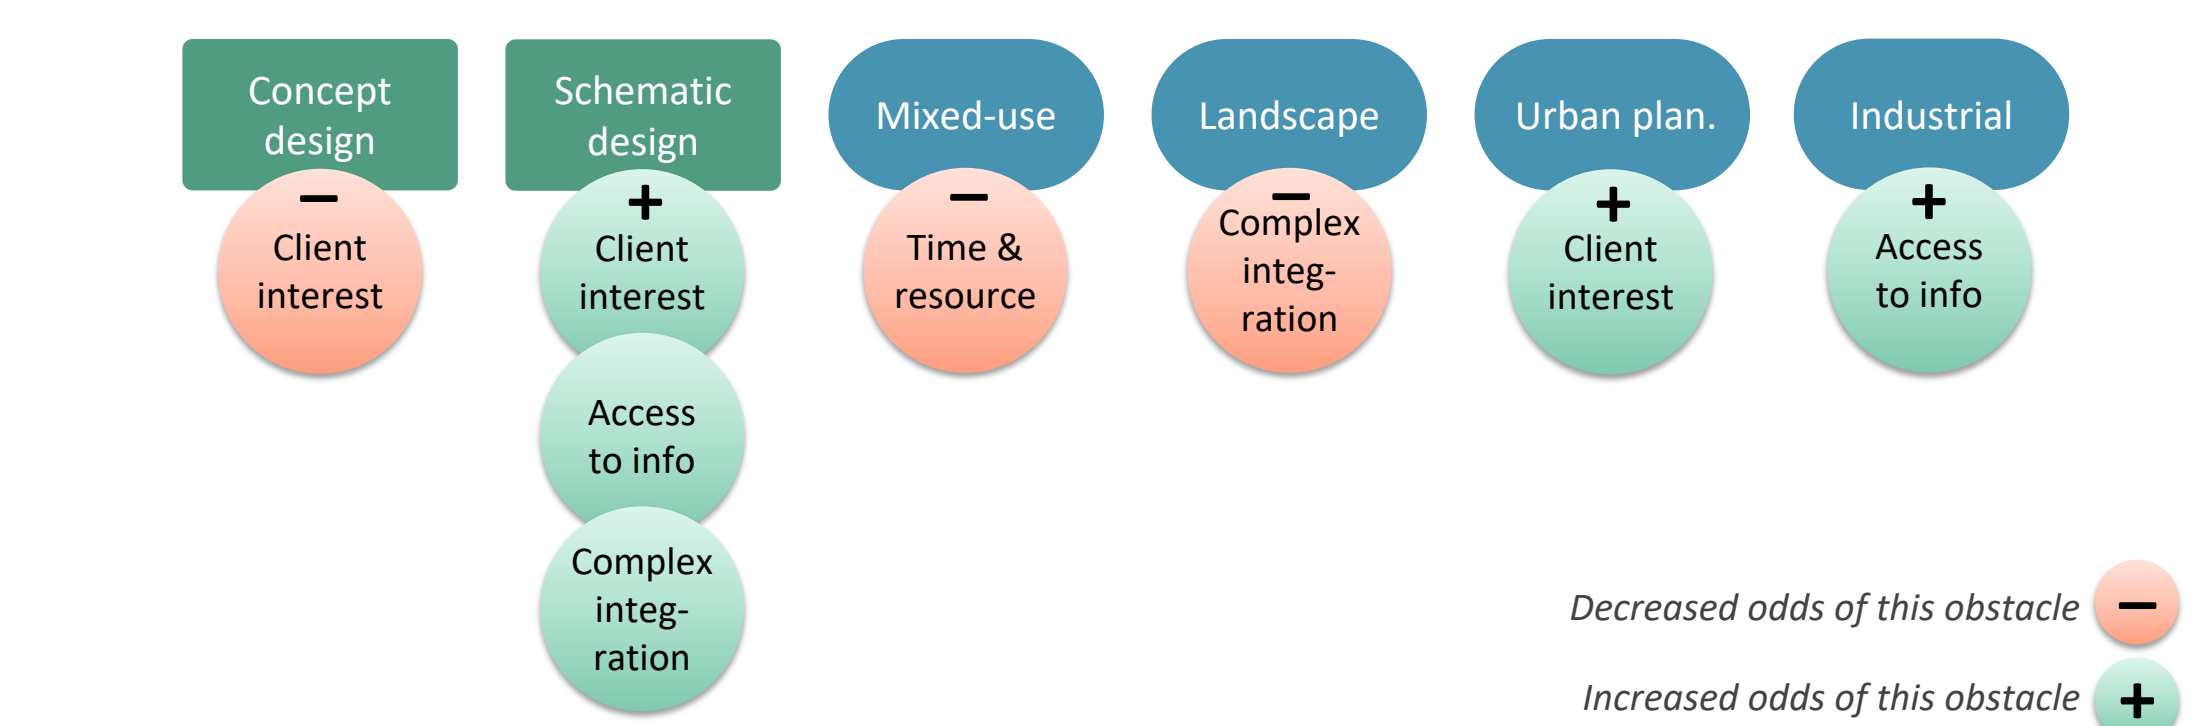 Concept
design
−
Client
interest
Schematic
design
+
Client
interest
Access
to info
Complex
integ-
ration
Mixed-use
−
Time &
resource
Landscape
−
Complex
integ-
ration
Urban plan.
+
Client
interest
Industrial
+
Access
to info
Decreased odds of this obstacle −
Increased odds of this obstacle +